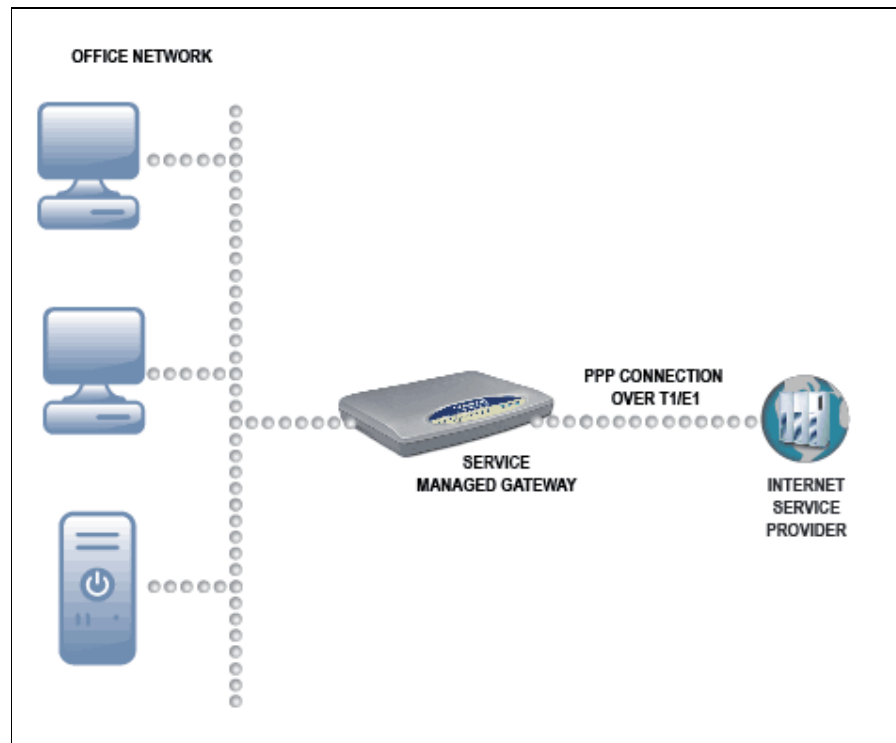 OFFICE NETWORK
PPP CONNECTION
OVER T1/E1
SERVICE
MANAGED GATEWAY
INTERNET
SERVICE
PROVIDER